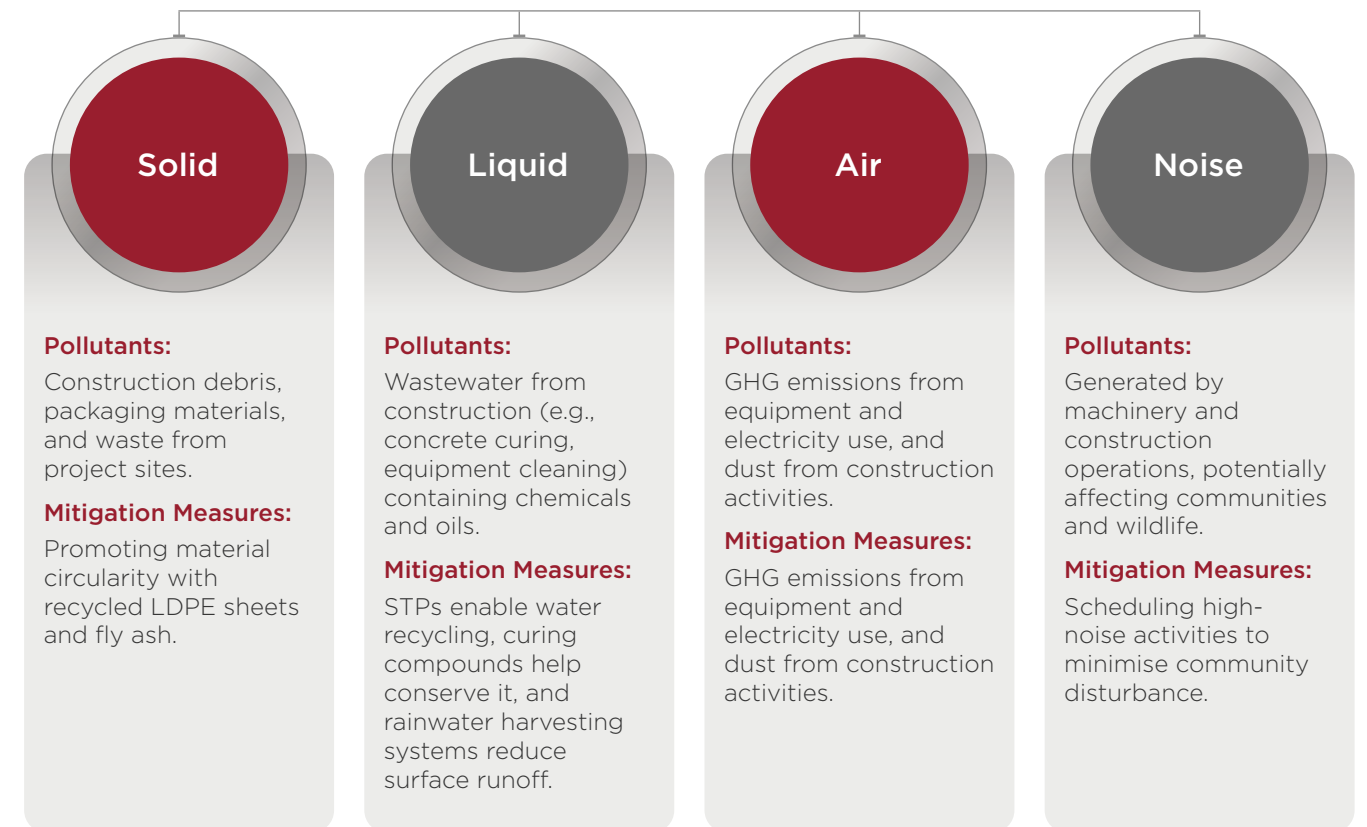 Solid
Pollutants:
Construction debris,
packaging materials,
and waste from
project sites.
Mitigation Measures:
Promoting material
circularity with
recycled LDPE sheets
and fly ash.
Liquid
Pollutants:
Wastewater from
construction (e.g.,
concrete curing,
equipment cleaning)
containing chemicals
and oils.
Mitigation Measures:
STPs enable water
recycling, curing
compounds help
conserve it, and
rainwater harvesting
systems reduce
surface runoff.
Air
Pollutants:
GHG emissions from
equipment and
electricity use, and
dust from construction
activities.
Mitigation Measures:
GHG emissions from
equipment and
electricity use, and
dust from construction
activities.
Noise
Pollutants:
Generated by
machinery and
construction
operations, potentially
affecting communities
and wildlife.
Mitigation Measures:
Scheduling high-
noise activities to
minimise community
disturbance.